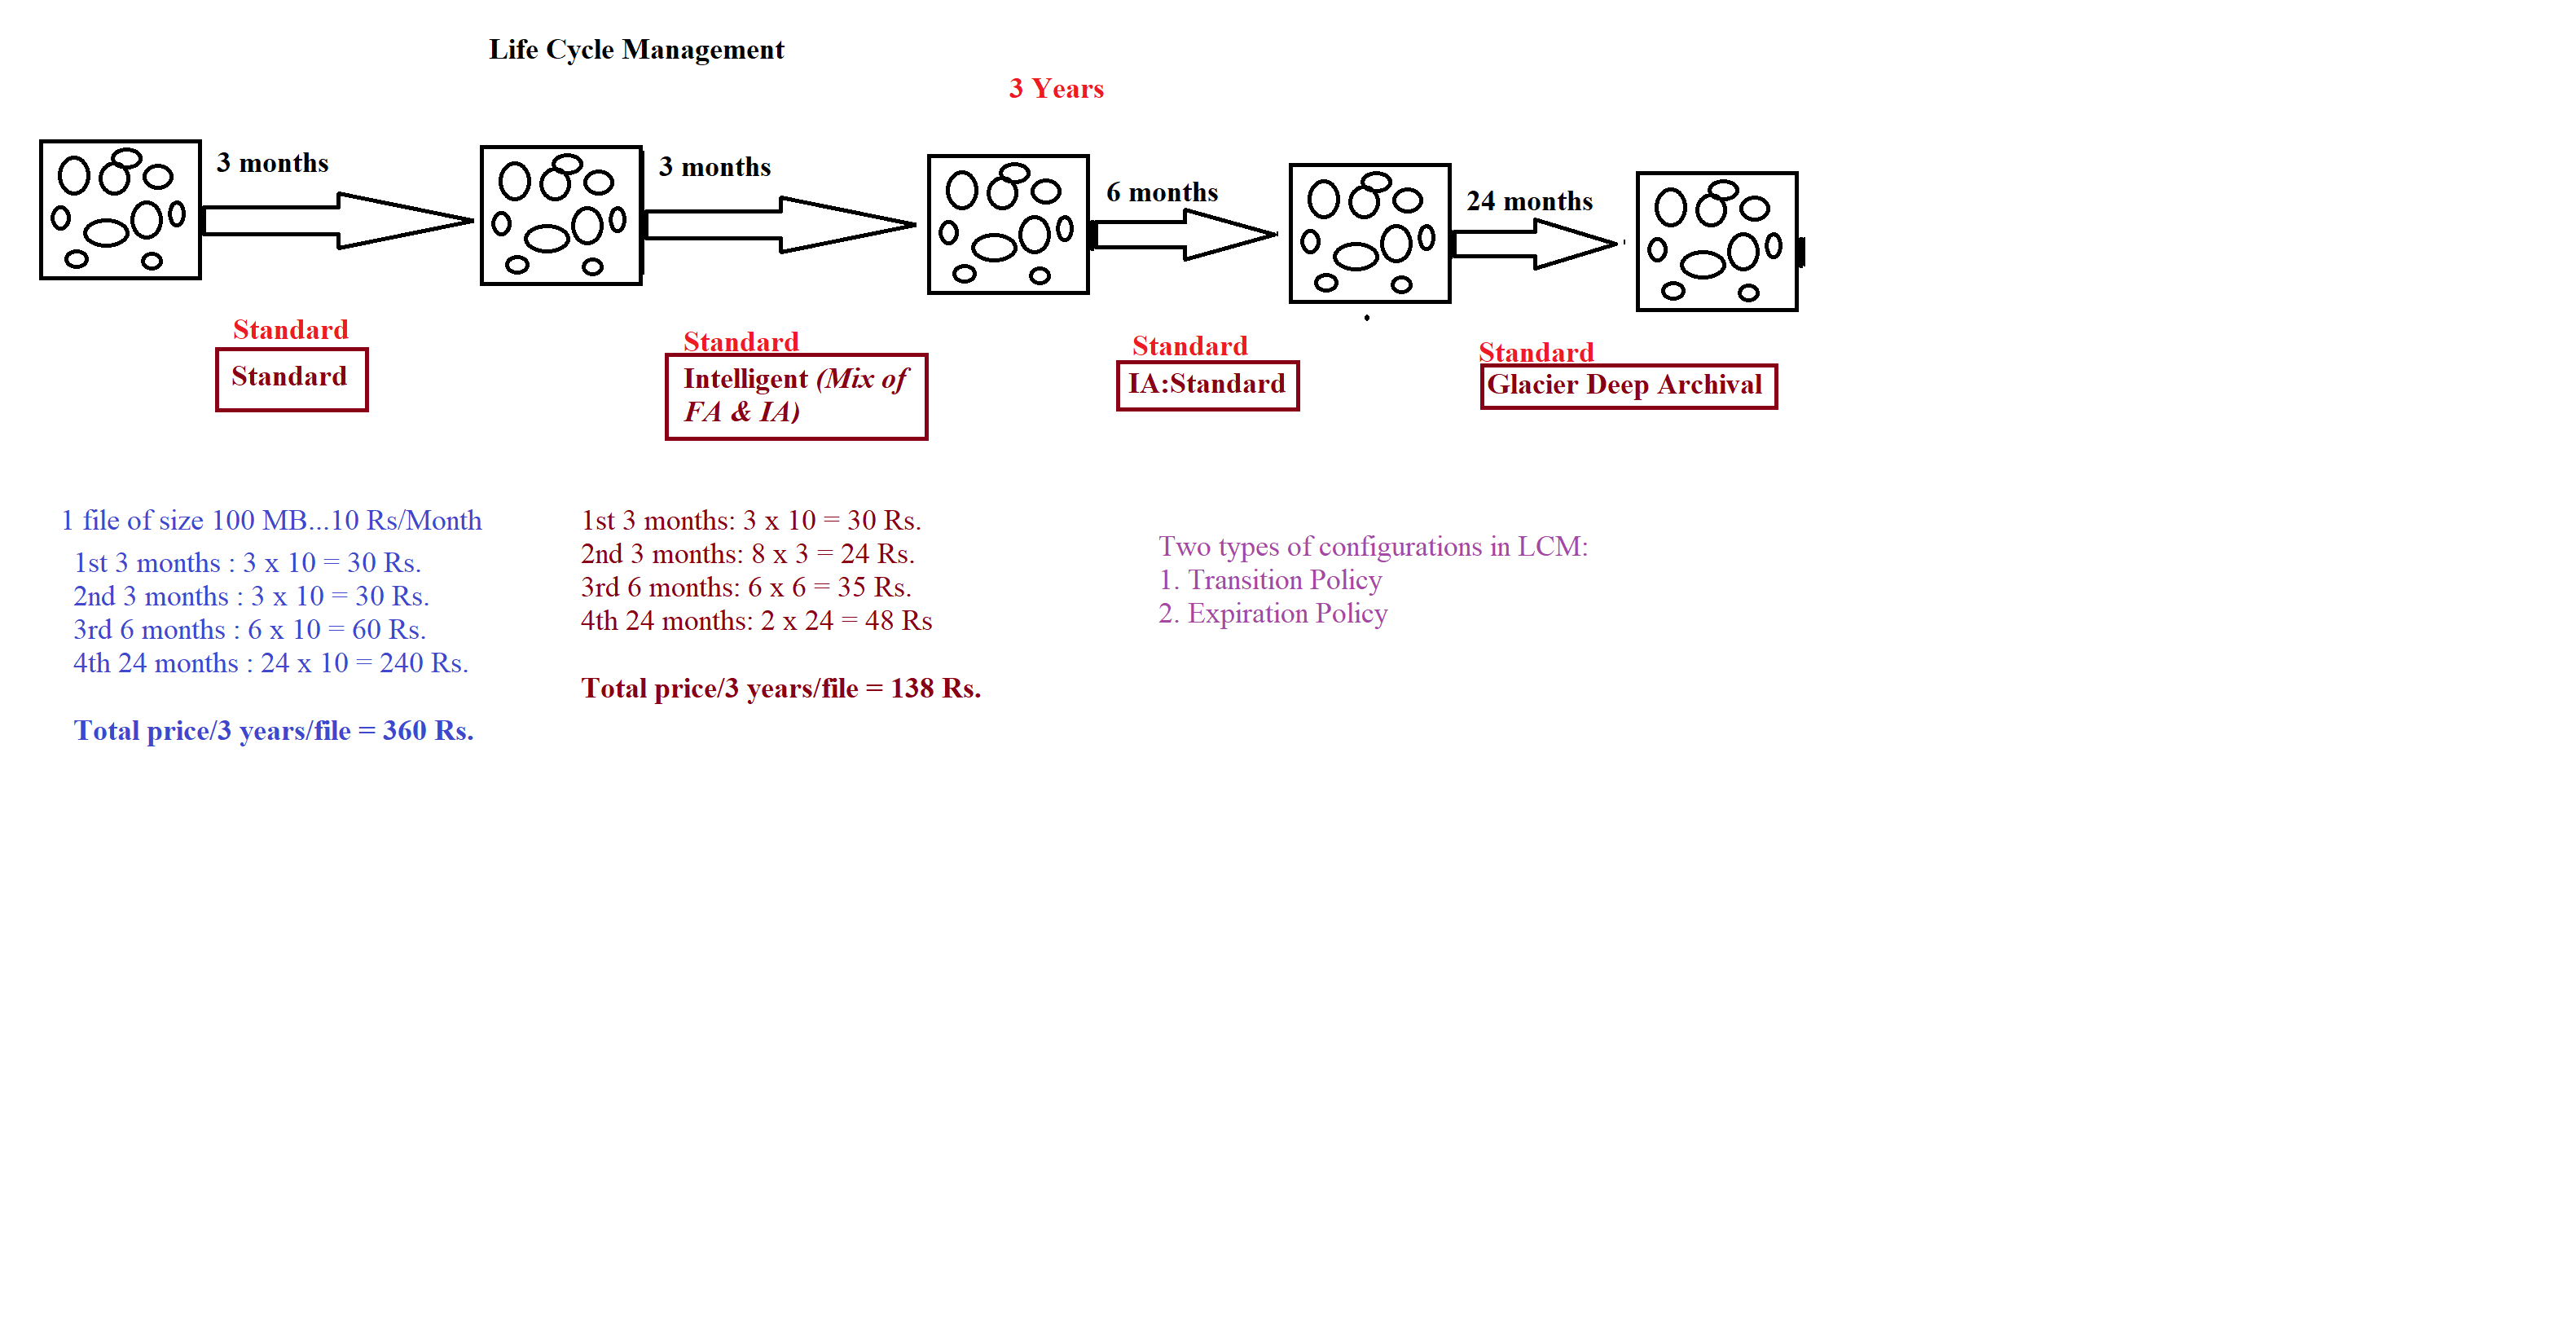 Life Cycle Management
3 Years
3 months
3 months
6 months
24 months
Standard
Standard
Standard
Standard
Standard
Intelligent (Mix of
FA & IA)
IA:Standard
Glacier Deep Archival
1 file of size 100 MB...10 Rs/Month
1st 3 months : 3 x 10 = 30 Rs.
2nd 3 months : 3 x 10 = 30 Rs.
3rd 6 months : 6 x 10 = 60 Rs.
4th 24 months : 24 x 10 = 240 Rs.
Total price/3 years/file = 360 Rs.
1st 3 months: 3 x 10 = 30 Rs.
2nd 3 months: 8 x 3 = 24 Rs.
3rd 6 months: 6 x 6 = 35 Rs.
4th 24 months: 2 x 24 = 48 Rs
Total price/3 years/file = 138 Rs.
Two types of configurations in LCM:
1. Transition Policy
2. Expiration Policy